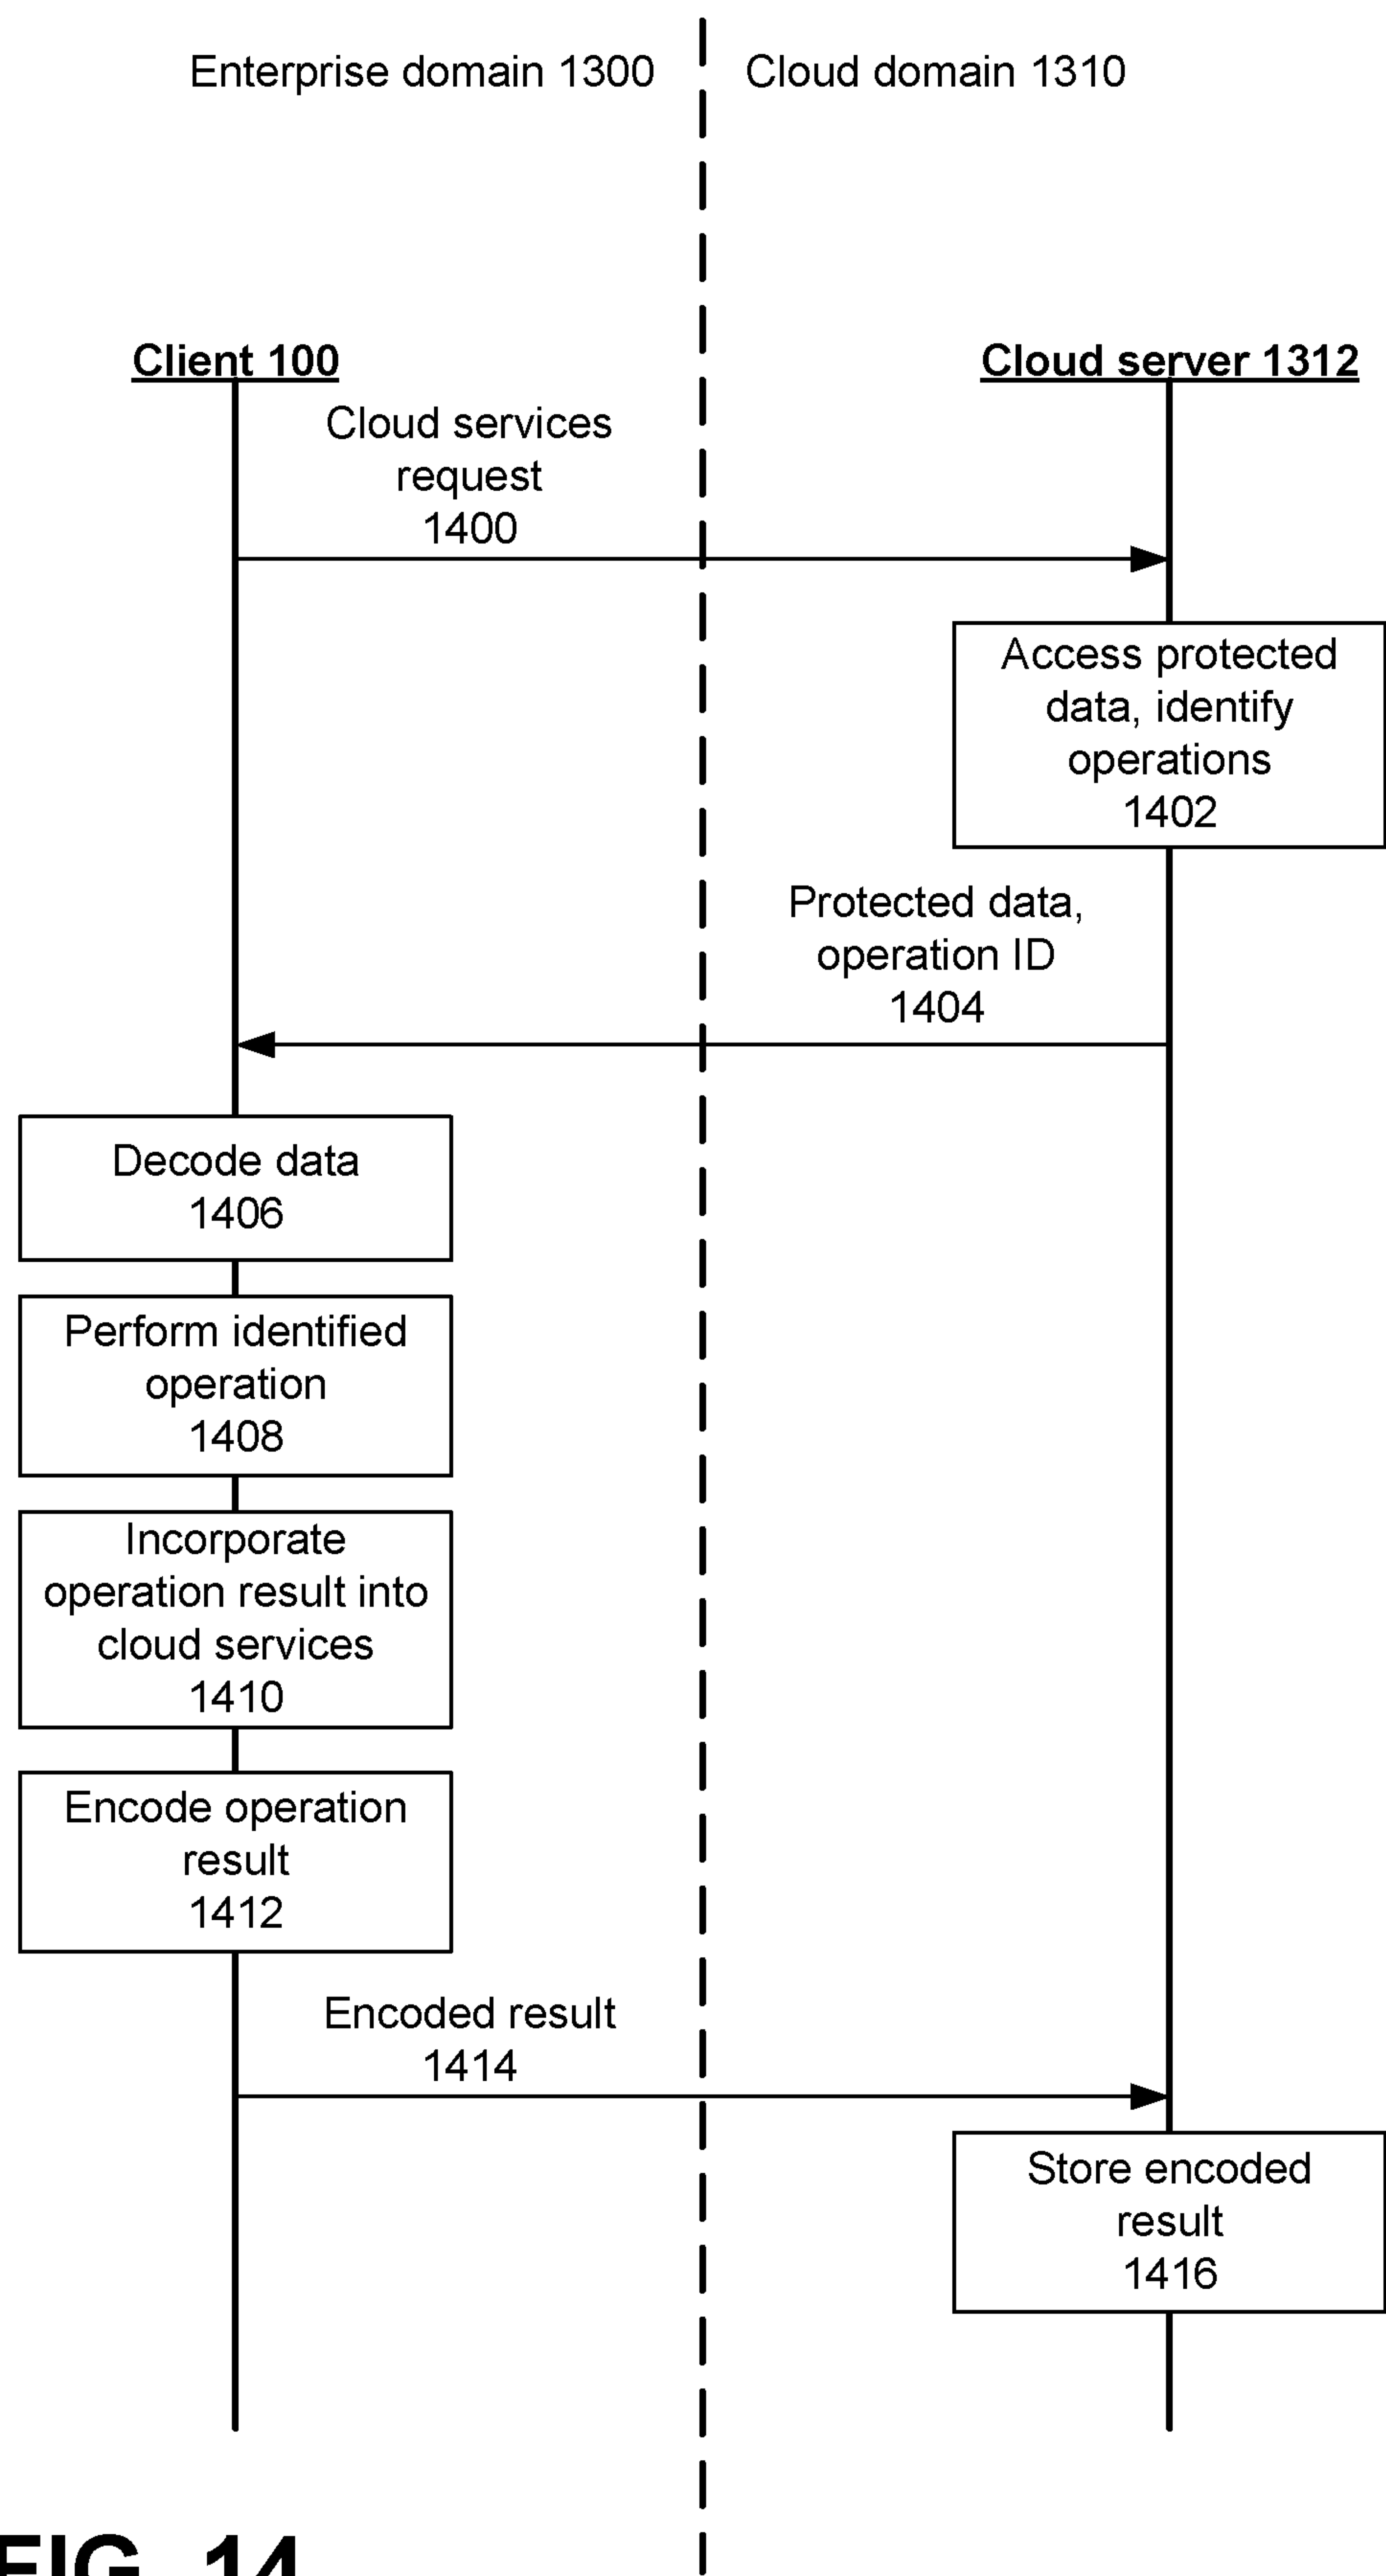 Enterprise domain 1300
Cloud domain 1310
Client 100
Cloud server 1312
Cloud services
request
1400
Access protected
data, identify
operations
1402
Protected data,
operation ID
1404
Decode data
1406
Perform identified
operation
1408
Incorporate
operation result into
cloud services
1410
Encode operation
result
1412
Encoded result
1414
Store encoded
result
1416
FIG. 14